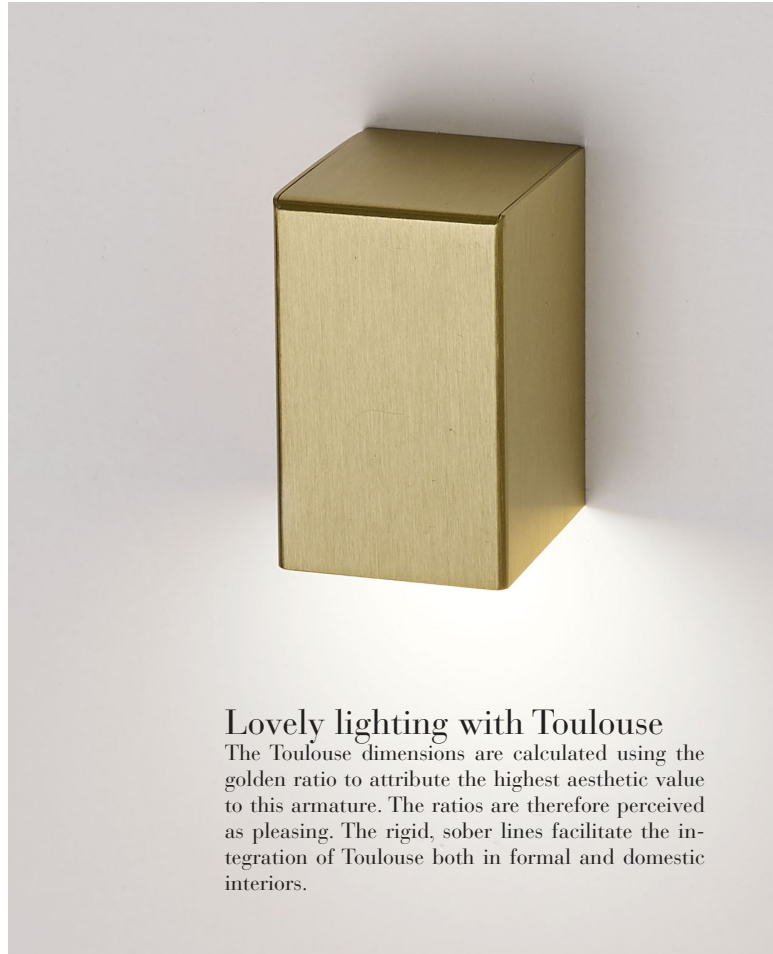 Lovely lighting with Toulouse
The Toulouse dimensions are calculated using the
golden ratio to attribute the highest aesthetic value
to this armature. The ratios are therefore perceived
as pleasing. The rigid, sober lines facilitate the in-
tegration of Toulouse both in formal and domestic
interiors.